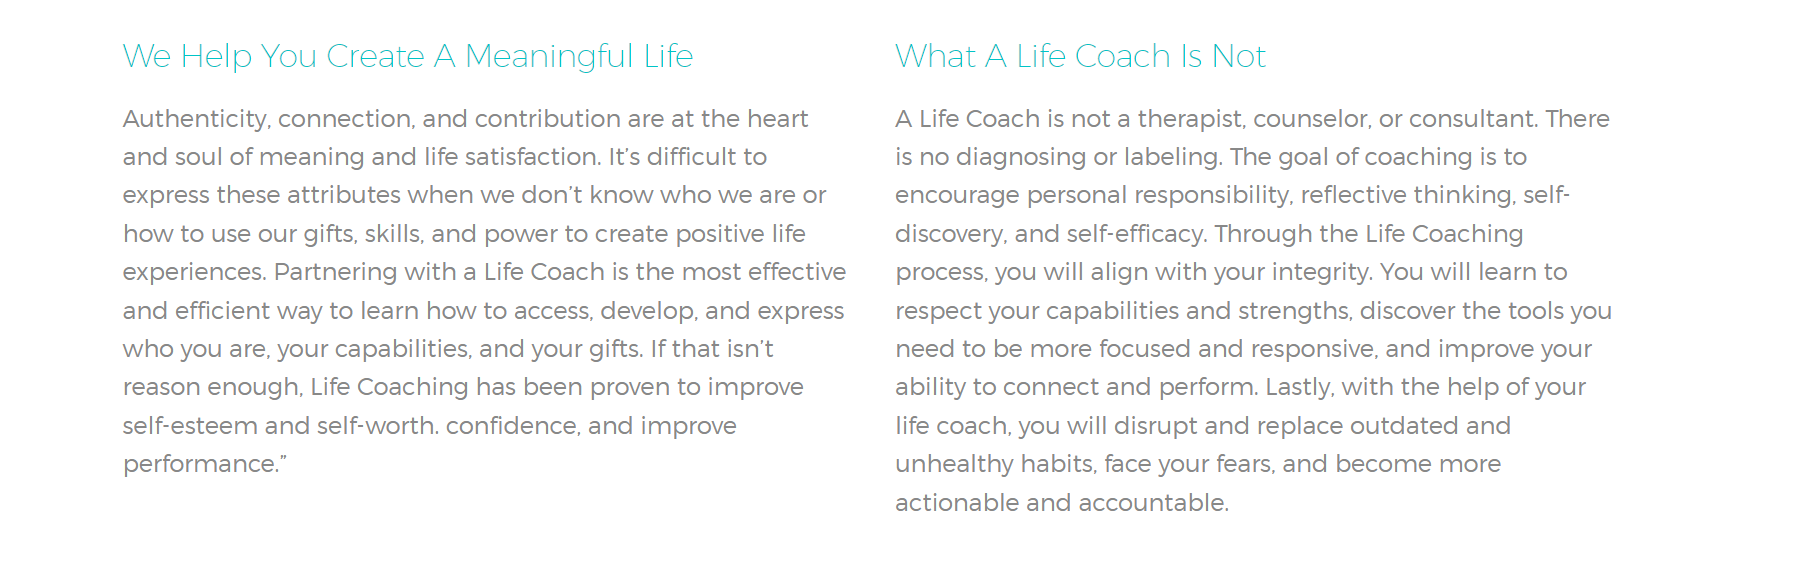 We Help You Create A Meaningful Life
Authenticity, connection, and contribution are at the heart
and soul of meaning and life satisfaction. It’s difficult to
express these attributes when we don’t know who we are or
how to use our gifts, skills, and power to create positive life
experiences. Partnering with a Life Coach is the most effective
and efficient way to learn how to access, develop, and express
who you are, your capabilities, and your gifts. If that isn’t
reason enough, Life Coaching has been proven to improve
self-esteem and self-worth. confidence, and improve
performance.”
What A Life Coach Is Not
A Life Coach is not a therapist, counselor, or consultant. There
is no diagnosing or labeling. The goal of coaching is to
encourage personal responsibility, reflective thinking, self-
discovery, and self-efficacy. Through the Life Coaching
process, you will align with your integrity. You will learn to
respect your capabilities and strengths, discover the tools you
need to be more focused and responsive, and improve your
ability to connect and perform. Lastly, with the help of your
life coach, you will disrupt and replace outdated and
unhealthy habits, face your fears, and become more
actionable and accountable.